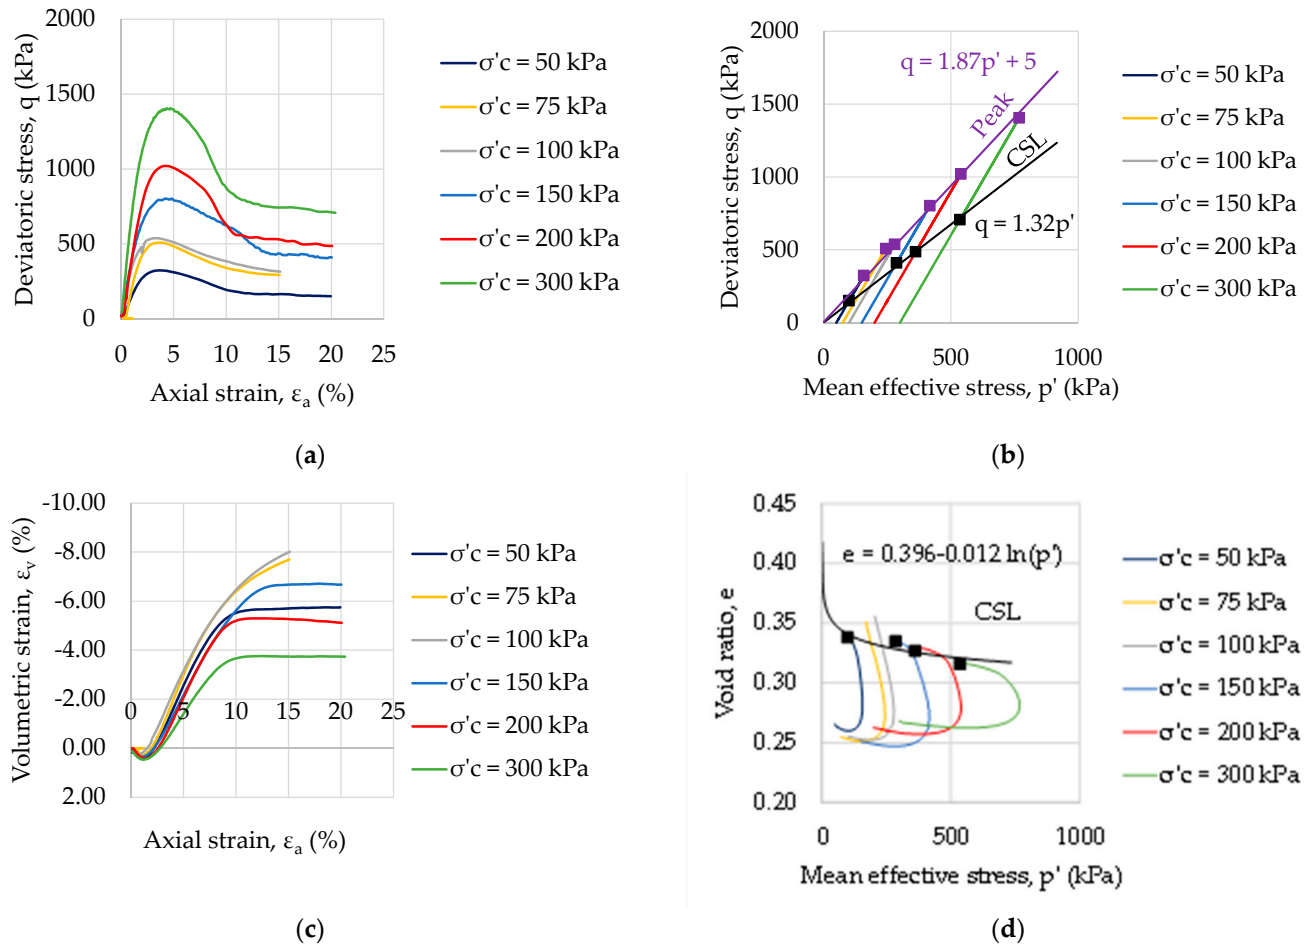 Deviatoric stress, q (kPa)
2000
1500
1000
500
0
0 5 10 15 20 25
Axial strain, εa (%)
σ'c = 50 kPa
σ'c = 75 kPa
σ'c = 100 kPa
σ'c = 150 kPa
σ'c = 200 kPa
σ'c = 300 kPa
(a)
Deviatoric stress, q (kPa)
2000
1500
1000
500
0
q = 1.87p' + 5
Peak
CSL
q = 1.32p'
0 500 1000
Mean effective stress, p' (kPa)
σ'c = 50 kPa
σ'c = 75 kPa
σ'c = 100 kPa
σ'c = 150 kPa
σ'c = 200 kPa
σ'c = 300 kPa
(b)
Volumetric strain, εv (%)
-10.00
-8.00
-6.00
-4.00
-2.00
0 5 10 15 20 25
0.00
2.00
Axial strain, εa (%)
σ'c = 50 kPa
σ'c = 75 kPa
σ'c = 100 kPa
σ'c = 150 kPa
σ'c = 200 kPa
σ'c = 300 kPa
(c)
Void ratio, e
0.45
0.40
0.35
0.30
0.25
0.20
e = 0.396-0.012 ln(p')
CSL
0 500 1000
Mean effective stress, p' (kPa)
σ'c = 50 kPa
σ'c = 75 kPa
σ'c = 100 kPa
σ'c = 150 kPa
σ'c = 200 kPa
σ'c = 300 kPa
(d)